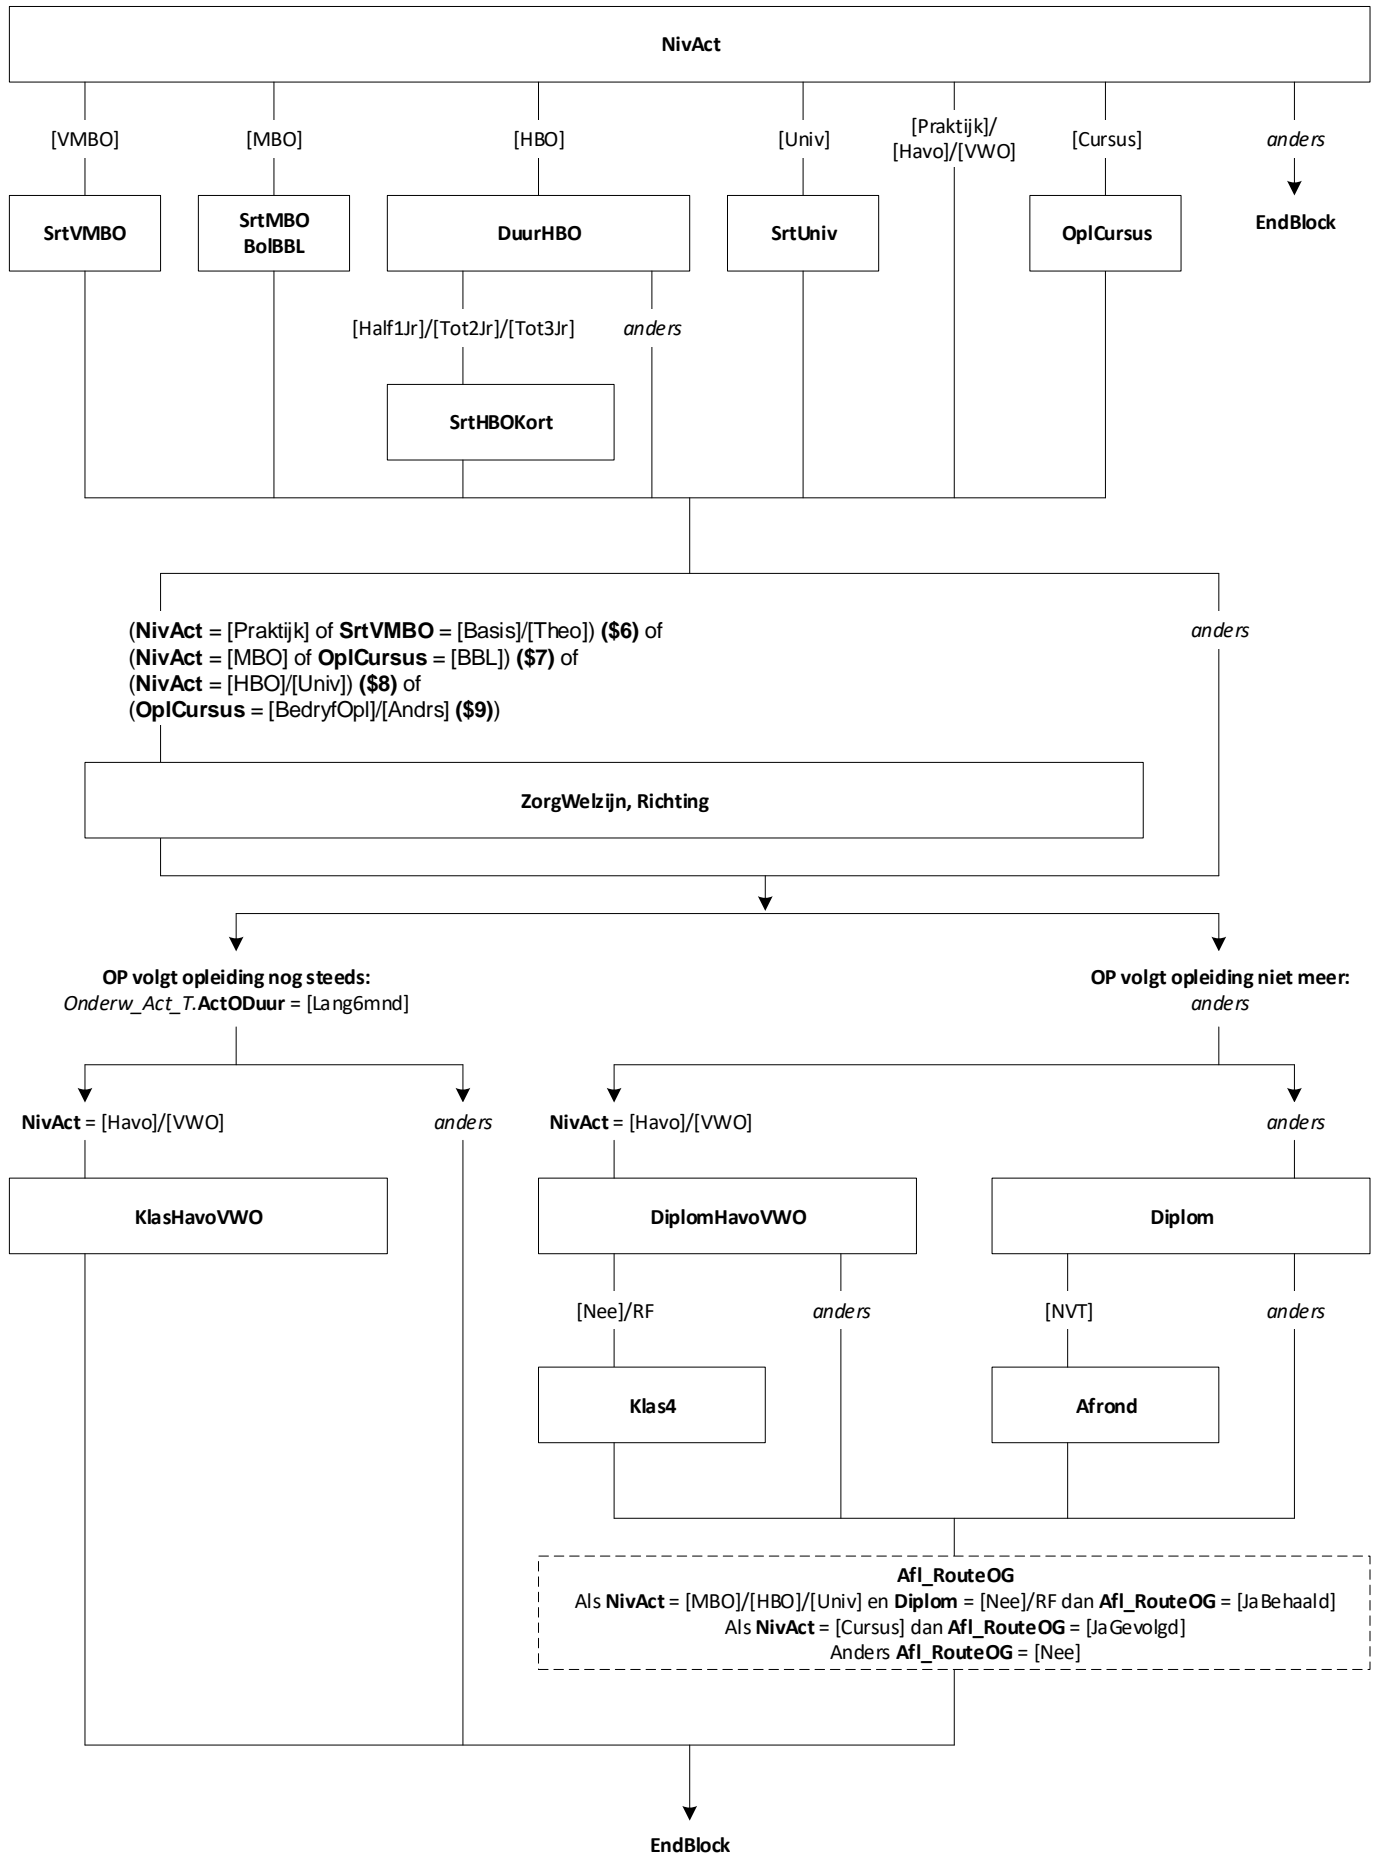 NivAct
[VMBO]
[MBO]
[HBO]
[Univ]
[Praktijk]/
[Havo]/[VWO]
[Cursus]
anders
SrtVMBO
SrtMBO
BolBBL
DuurHBO
SrtUniv
OplCursus
EndBlock
[Half1Jr]/[Tot2Jr]/[Tot3Jr]
anders
SrtHBOKort
(NivAct = [Praktijk] of SrtVMBO = [Basis]/[Theo]) ($6) of
(NivAct = [MBO] of OplCursus = [BBL]) ($7) of
(NivAct = [HBO]/[Univ]) ($8) of
(OplCursus = [BedryfOpl]/[Andrs] ($9))
anders
ZorgWelzijn, Richting
OP volgt opleiding nog steeds:
Onderw_Act_T.ActODuur = [Lang6mnd]
OP volgt opleiding niet meer:
anders
NivAct = [Havo]/[VWO]
anders
NivAct = [Havo]/[VWO]
anders
KlasHavoVWO
DiplomHavoVWO
Diplom
[Nee]/RF
anders
[NVT]
anders
Klas4
Afrond
Afl_RouteOG
Als NivAct = [MBO]/[HBO]/[Univ] en Diplom = [Nee]/RF dan Afl_RouteOG = [JaBehaald]
Als NivAct = [Cursus] dan Afl_RouteOG = [JaGevolgd]
Anders Afl_RouteOG = [Nee]
EndBlock